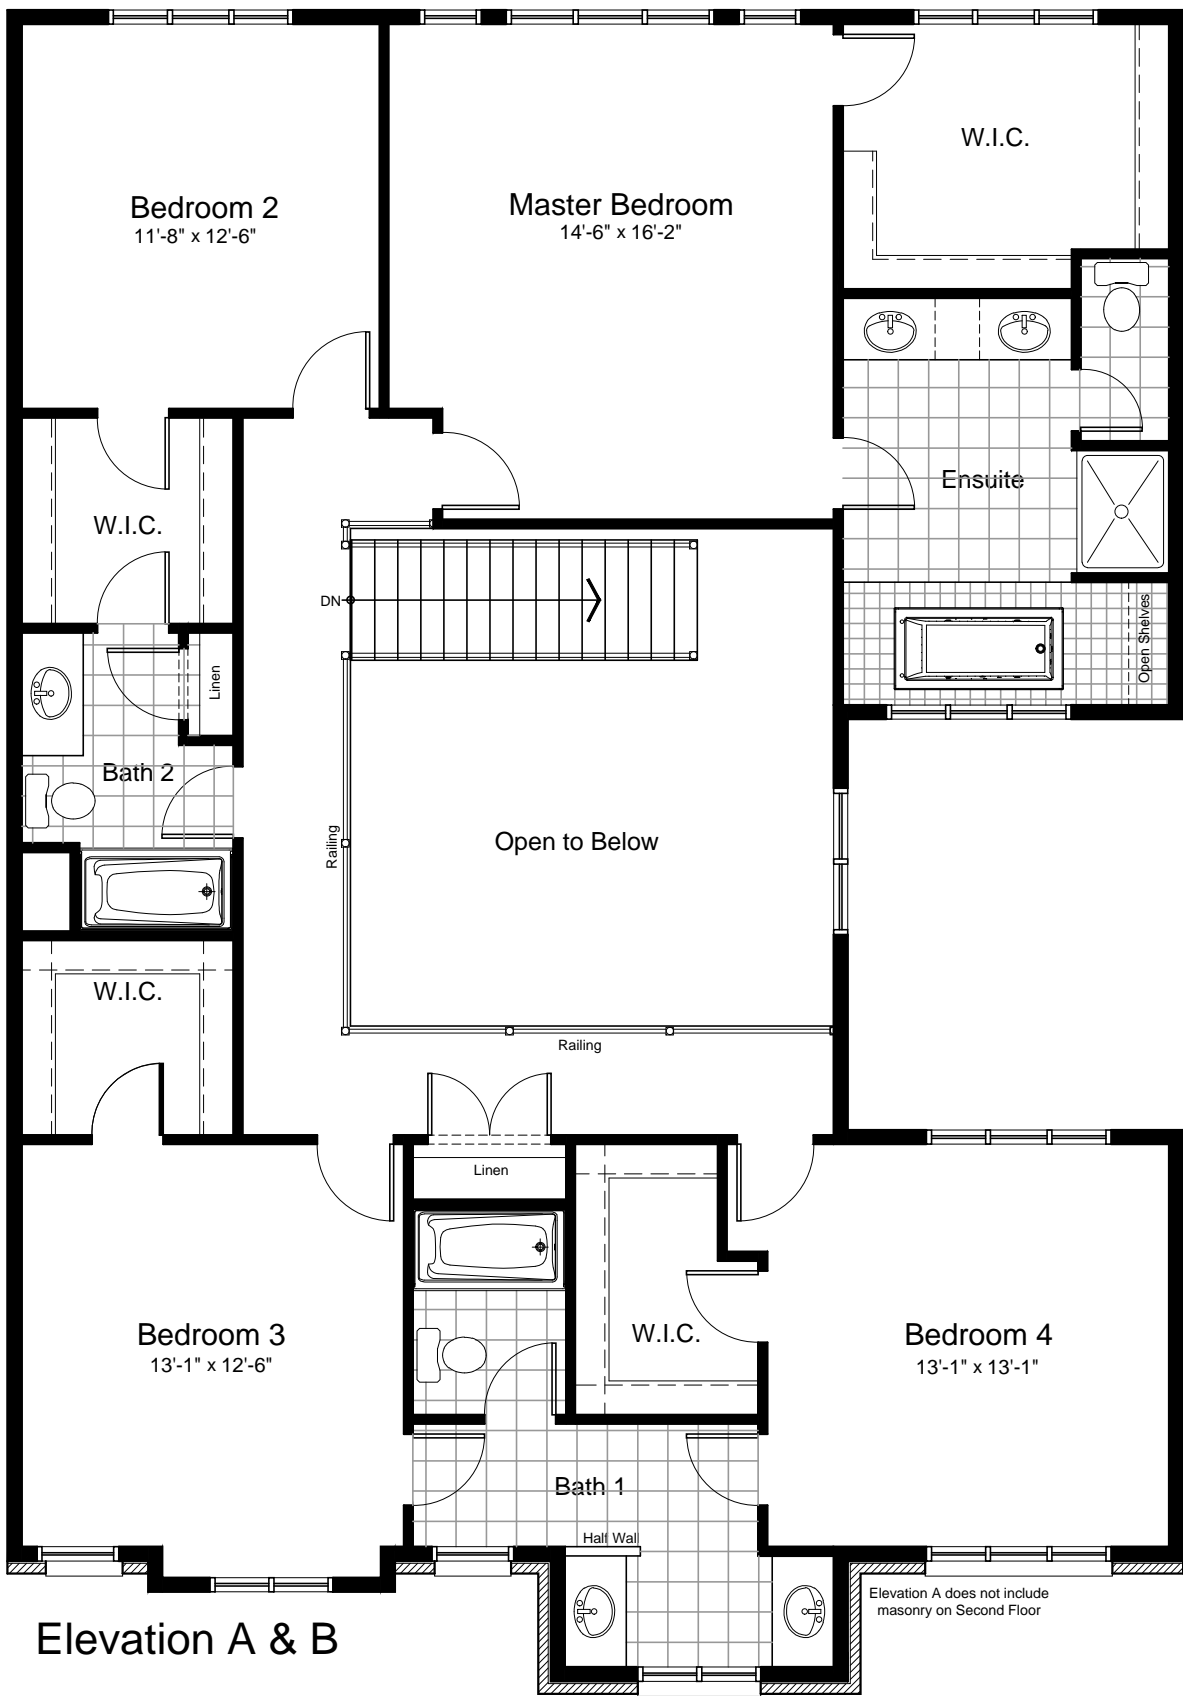 W.I.C.
Bedroom 2
11'-8" x 12'-6"
Master Bedroom
14'-6" x 16'-2"
Ensuite
W.I.C.
DN
Open Shelves
Linen
Bath 2
Railing
Open to Below
W.I.C.
Railing
Linen
Bedroom 3
13'-1" x 12'-6"
W.I.C.
Bedroom 4
13'-1" x 13'-1"
Bath 1
Half Wall
Elevation A does not include
masonry on Second Floor
Elevation A & B